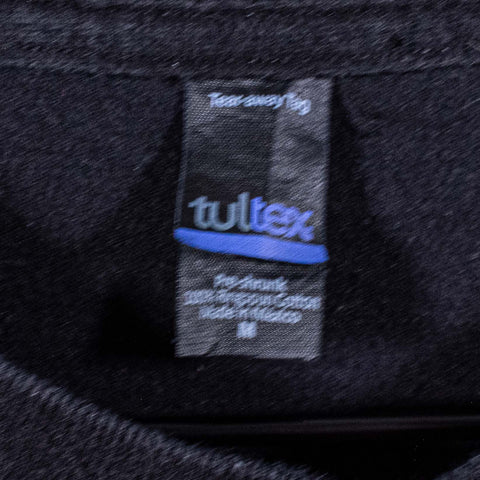 Tear-away Tag
tultex
Pre-shrunk
100% Ringspun Cotton
Made in Mexico
M